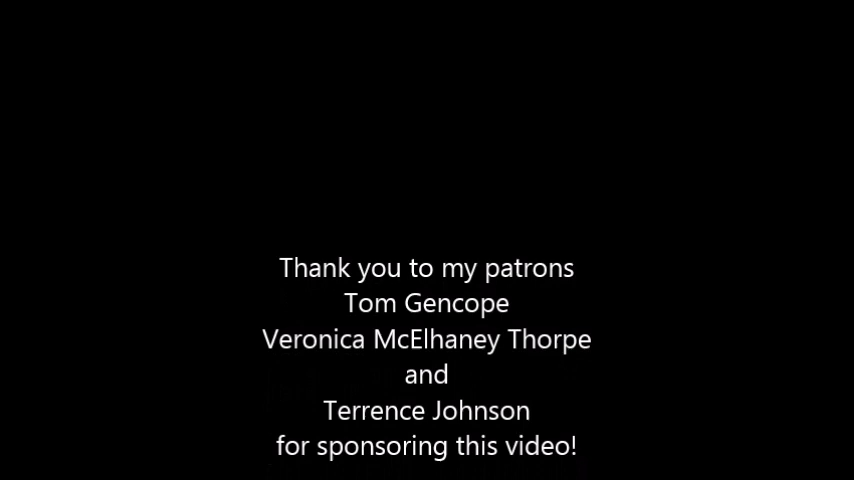 Thank you to my patrons
Tom Gencope
Veronica McElhaney Thorpe
and
Terrence Johnson
for sponsoring this video!